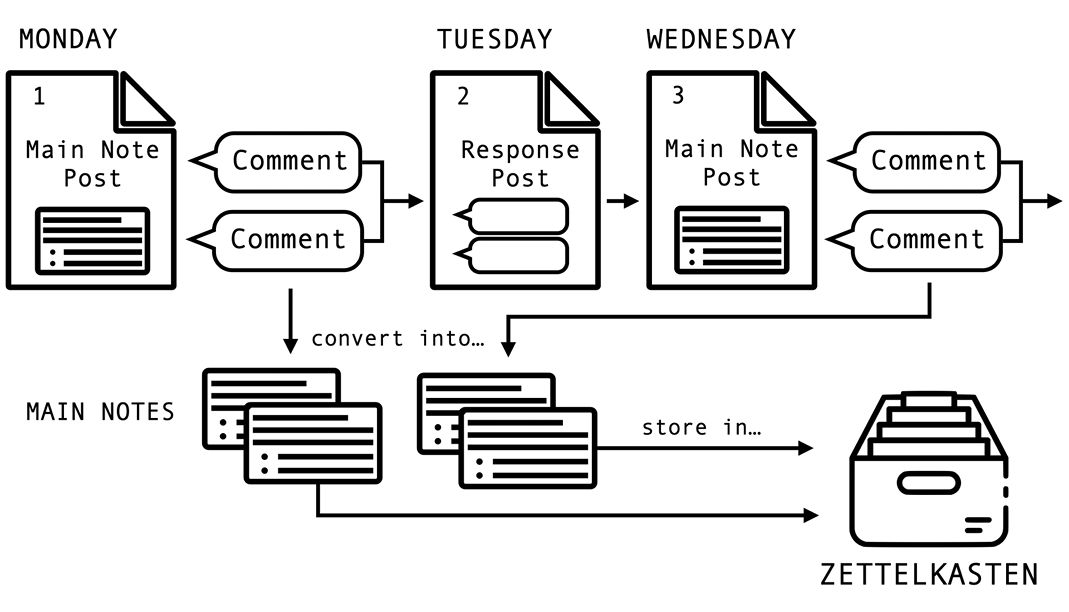 MONDAY
TUESDAY
WEDNESDAY
1
Main Note
Post
Comment
Comment
2
Response
Post
3
Main Note
Post
Comment
Comment
convert into…
MAIN NOTES
store in…
ZETTELKASTEN